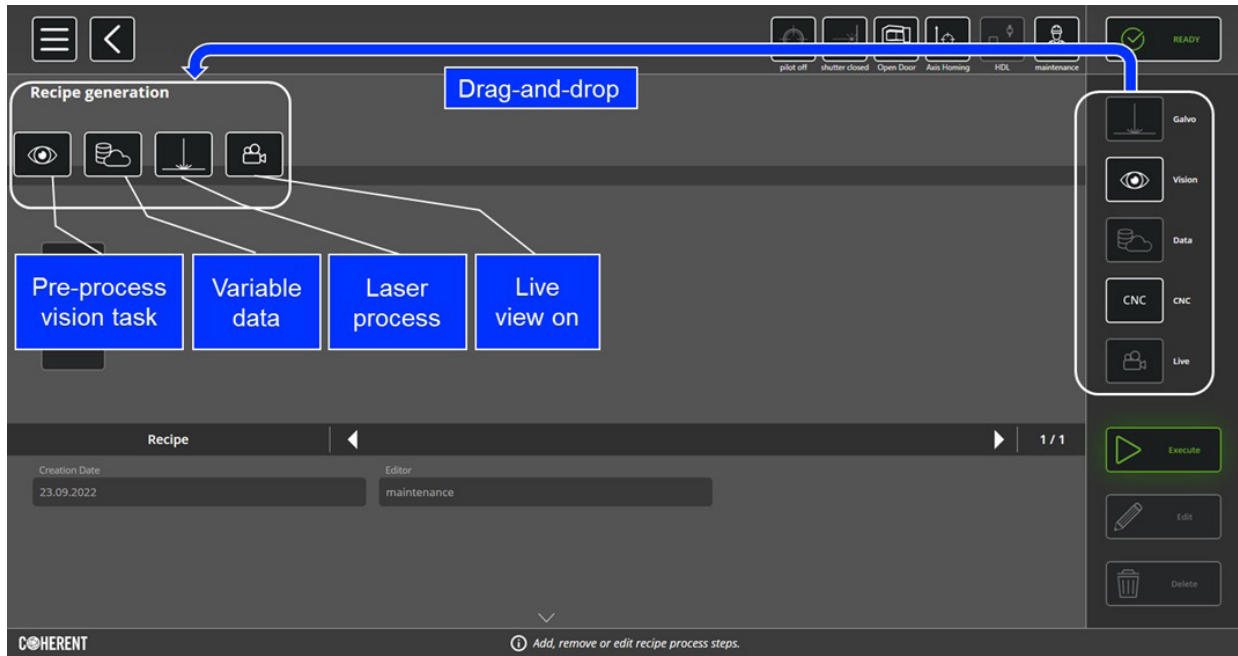 READY
pilot off
shutter closed
Open Door
Axis Homing
HDL
maintenance
Drag-and-drop
Recipe generation
Galvo
Vision
Data
CNC CNC
Live
Pre-process
vision task
Variable
data
Laser
process
Live
view on
Recipe
1 / 1
Execute
Creation Date
Editor
23.09.2022
maintenance
Edit
Delete
COHERENT
Add, remove or edit recipe process steps.